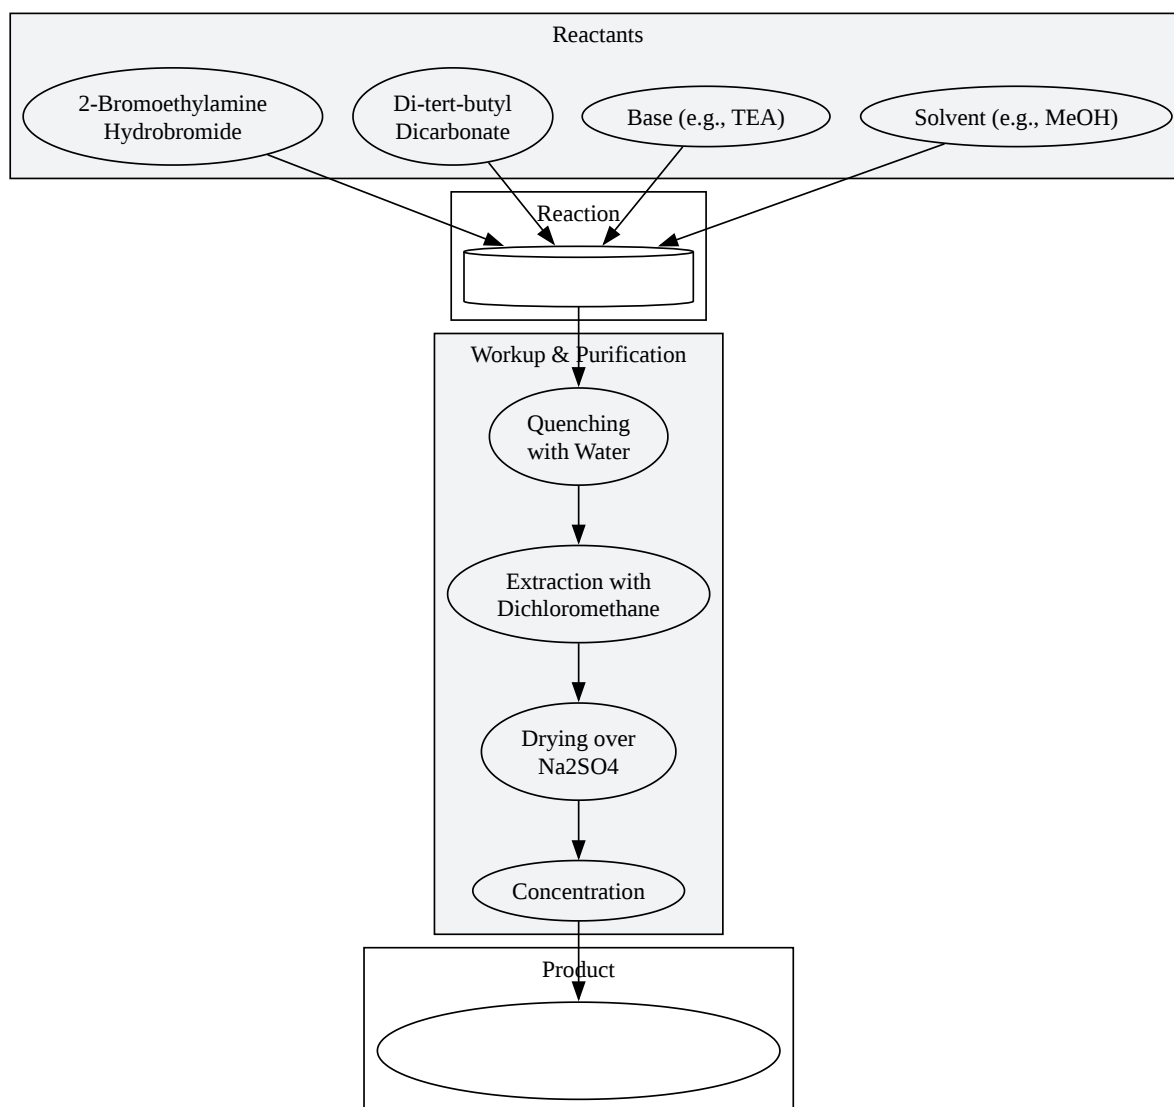 Reactants
2-Bromoethylamine
Hydrobromide
Di-tert-butyl
Dicarbonate
Base (e.g., TEA)
Solvent (e.g., MeOH)
Reaction
Workup & Purification
Quenching
with Water
Extraction with
Dichloromethane
Drying over
Na2SO4
Concentration
Product